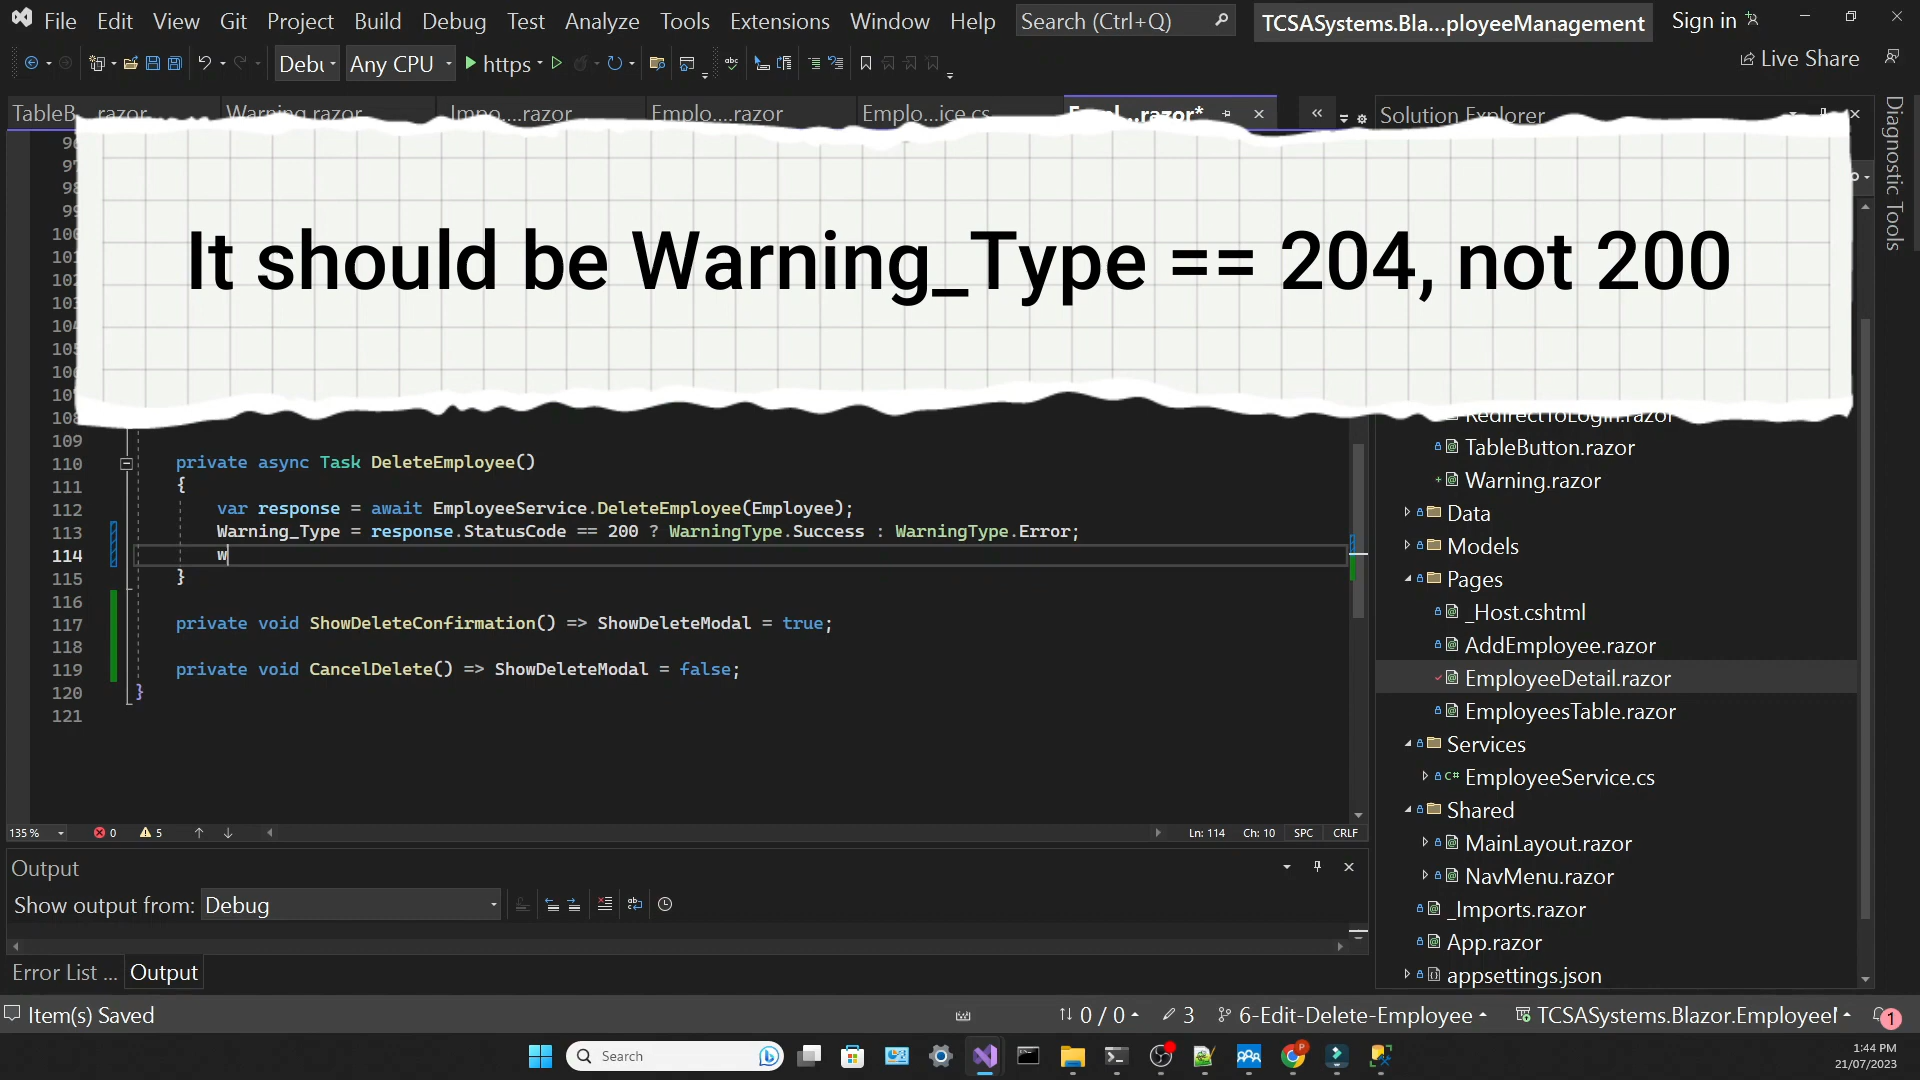 File Edit View Git Project Build Debug Test Analyze Tools Extensions Window Help Search (Ctrl+Q) TCSASystems.Bla...ployeeManagement Sign in
Any CPU https Live Share
Solution Explorer
Diagnostic Tools
It should be Warning_Type == 204, not 200
109
110 private async Task DeleteEmployee()
111 {
112 var response = await EmployeeService.DeleteEmployee(Employee);
113 Warning_Type = response.StatusCode == 200 ? WarningType.Success : WarningType.Error;
114 w
115 }
116
117 private void ShowDeleteConfirmation() => ShowDeleteModal = true;
118
119 private void CancelDelete() => ShowDeleteModal = false;
120 }
121
RedirectToLogin.razor
TableButton.razor
Warning.razor
Data
Models
Pages
_Host.cshtml
AddEmployee.razor
EmployeeDetail.razor
EmployeesTable.razor
Services
C# EmployeeService.cs
Shared
MainLayout.razor
NavMenu.razor
_Imports.razor
App.razor
appsettings.json
135 % 0 5 Ln: 114 Ch: 10 SPC CRLF
Output
Show output from: Debug
Error List ... Output
Item(s) Saved 0 / 0 3 6-Edit-Delete-Employee 1
Search
1:44 PM
21/07/2023